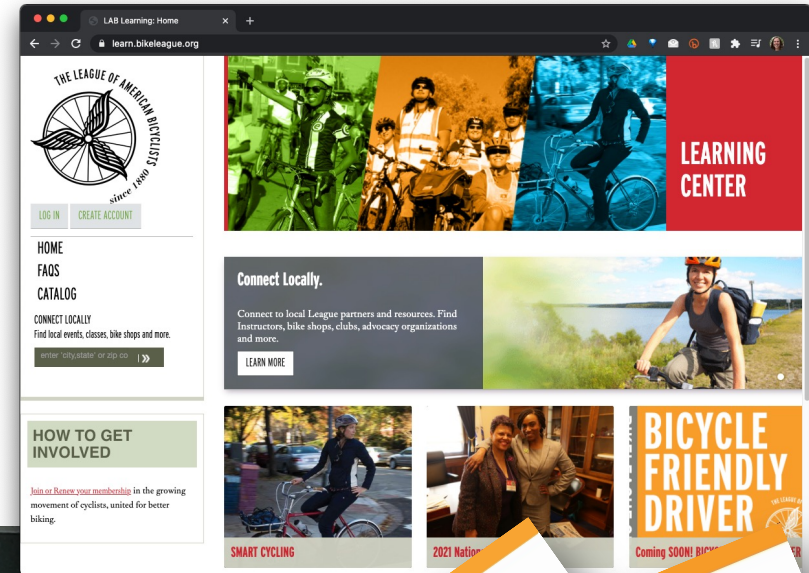 LAB Learning: Home
learn.bikeleague.org
THE LEAGUE OF AMERICAN BICYCLISTS
since 1880
LOG IN
CREATE ACCOUNT
HOME
FAQS
CATALOG
CONNECT LOCALLY
Find local events, classes, bike shops and more.
enter 'city,state' or zip co
HOW TO GET
INVOLVED
Join or Renew your membership in the growing
movement of cyclists, united for better
biking.
LEARNING
CENTER
Connect Locally.
Connect to local League partners and resources. Find
Instructors, bike shops, clubs, advocacy organizations
and more.
LEARN MORE
SMART CYCLING
2021 Nation
BICYCLE
FRIENDLY
DRIVER
THE LEAGUE OF
Coming SOON!